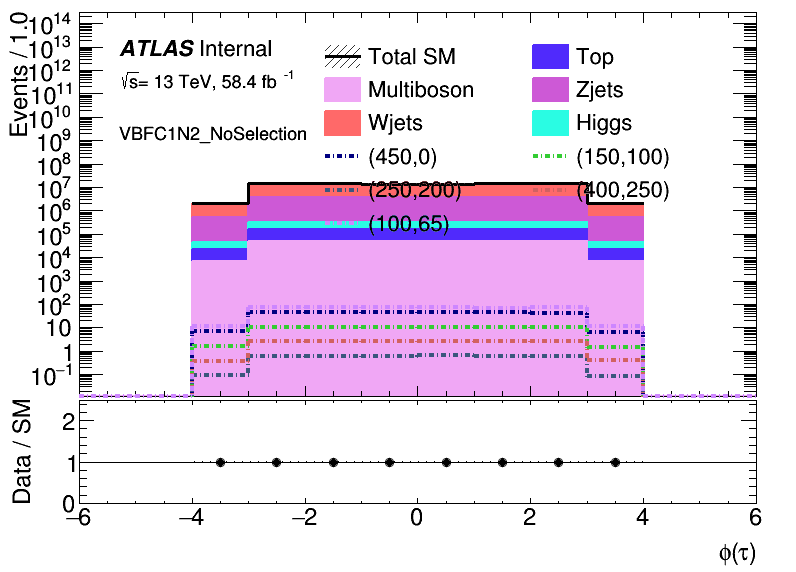 Events / 1.0
10^14
10^13
10^12
10^11
10^10
10^9
10^8
10^7
10^6
10^5
10^4
10^3
10^2
10
1
10^-1
ATLAS Internal
√s= 13 TeV, 58.4 fb^-1
VBFC1N2_NoSelection
Total SM
Top
Multiboson
Zjets
Wjets
Higgs
(450,0)
(150,100)
(250,200)
(400,250)
(100,65)
Data / SM
2
1
0
−6 −4 −2 0 2 4 6
ϕ(τ)